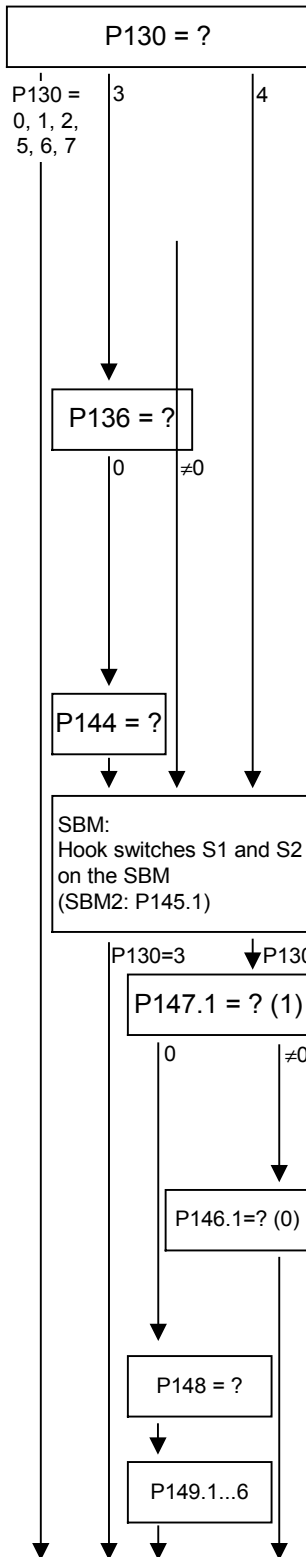 P130 = ?
P130 =
0, 1, 2,
5, 6, 7
3
4
P136 = ?
0
≠0
P144 = ?
SBM:
Hook switches S1 and S2
on the SBM
(SBM2: P145.1)
P130=3
P130
P147.1 = ? (1)
0
≠0
P146.1=? (0)
P148 = ?
P149.1...6